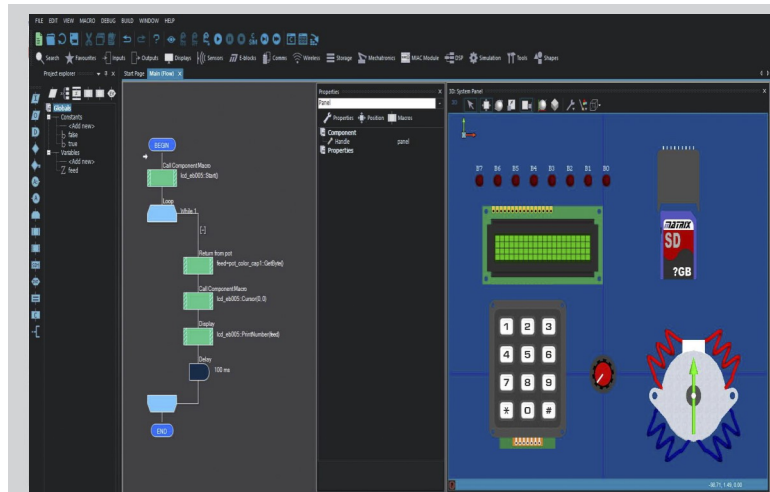 FILE EDIT VIEW MACRO DEBUG BUILD WINDOW HELP
Search Favourites Inputs Outputs Displays Sensors E-blocks Comms Wireless Storage Mechatronics MIAC Module DSP Simulation Tools Shapes
Project explorer
Start Page Main (Flow) X
Globals
Constants
<Add new>
false
true
Variables
<Add new>
Z feed
BEGIN
Call Component Macro
lcd_eb005::Start()
Loop
While 1
Return from pot
feed=pot_color_cap1::GetByte()
Call Component Macro
lcd_eb005::Cursor(0, 0)
Display
lcd_eb005::PrintNumber(feed)
Delay
100 ms
END
Properties X
Panel
Properties Position Macros
Component
Handle panel
Properties
3D: System Panel X
B7 B6 B5 B4 B3 B2 B1 B0
MATRIX
SD
?GB
1 2 3
4 5 6
7 8 9
* 0 #